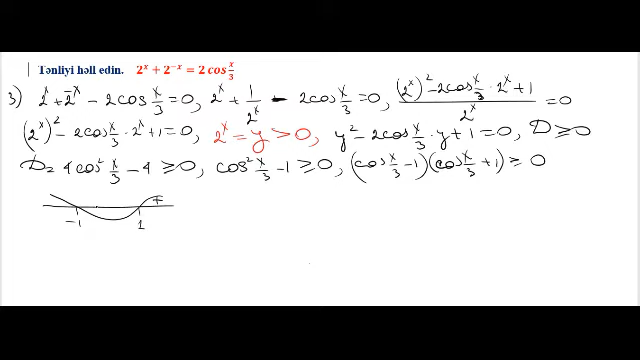 Tənliyi həll edin. 2^x + 2^{-x} = 2 cos x/3
3) 2^x + 2^{-x} - 2cos x/3 = 0, 2^x + 1/2^x - 2cos x/3 = 0, ((2^x)^2 - 2cos x/3 · 2^x + 1)/2^x = 0
(2^x)^2 - 2cos x/3 · 2^x + 1 = 0, 2^x = y > 0, y^2 - 2cos x/3 · y + 1 = 0, D ≥ 0
D = 4cos^2 x/3 - 4 ≥ 0, cos^2 x/3 - 1 ≥ 0, (cos x/3 - 1)(cos x/3 + 1) ≥ 0
+
-1 1